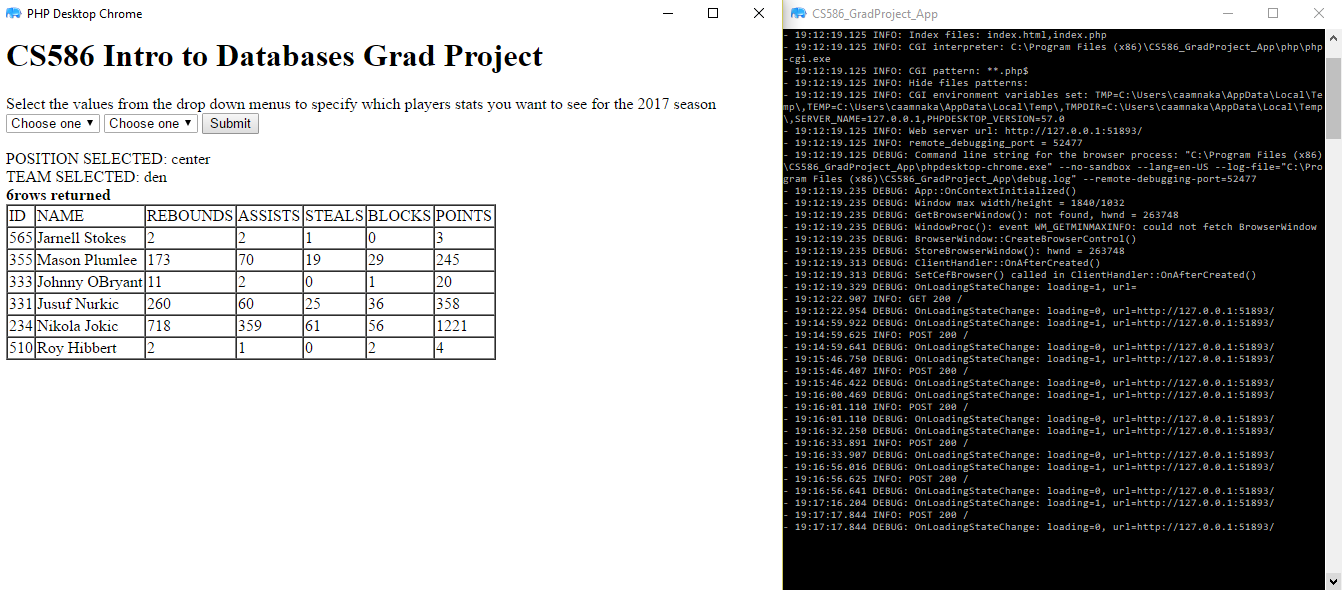 PHP Desktop Chrome
CS586 Intro to Databases Grad Project
Select the values from the drop down menus to specify which players stats you want to see for the 2017 season
Choose one Choose one Submit
POSITION SELECTED: center
TEAM SELECTED: den
6rows returned
ID NAME REBOUNDS ASSISTS STEALS BLOCKS POINTS
565 Jarnell Stokes 2 2 1 0 3
355 Mason Plumlee 173 70 19 29 245
333 Johnny OBryant 11 2 0 1 20
331 Jusuf Nurkic 260 60 25 36 358
234 Nikola Jokic 718 359 61 56 1221
510 Roy Hibbert 2 1 0 2 4
CS586_GradProject_App
- 19:12:19.125 INFO: Index files: index.html,index.php
- 19:12:19.125 INFO: CGI interpreter: C:\Program Files (x86)\CS586_GradProject_App\php\php
-cgi.exe
- 19:12:19.125 INFO: CGI pattern: **.php$
- 19:12:19.125 INFO: Hide files patterns:
- 19:12:19.125 INFO: CGI environment variables set: TMP=C:\Users\caamnaka\AppData\Local\Te
mp\,TEMP=C:\Users\caamnaka\AppData\Local\Temp\,TMPDIR=C:\Users\caamnaka\AppData\Local\Temp
\,SERVER_NAME=127.0.0.1,PHPDESKTOP_VERSION=57.0
- 19:12:19.125 INFO: Web server url: http://127.0.0.1:51893/
- 19:12:19.125 INFO: remote_debugging_port = 52477
- 19:12:19.125 DEBUG: Command line string for the browser process: "C:\Program Files (x86)
\CS586_GradProject_App\phpdesktop-chrome.exe" --no-sandbox --lang=en-US --log-file="C:\Pro
gram Files (x86)\CS586_GradProject_App\debug.log" --remote-debugging-port=52477
- 19:12:19.235 DEBUG: App::OnContextInitialized()
- 19:12:19.235 DEBUG: Window max width/height = 1840/1032
- 19:12:19.235 DEBUG: GetBrowserWindow(): not found, hwnd = 263748
- 19:12:19.235 DEBUG: WindowProc(): event WM_GETMINMAXINFO: could not fetch BrowserWindow
- 19:12:19.235 DEBUG: BrowserWindow::CreateBrowserControl()
- 19:12:19.235 DEBUG: StoreBrowserWindow(): hwnd = 263748
- 19:12:19.313 DEBUG: ClientHandler::OnAfterCreated()
- 19:12:19.313 DEBUG: SetCefBrowser() called in ClientHandler::OnAfterCreated()
- 19:12:19.329 DEBUG: OnLoadingStateChange: loading=1, url=
- 19:12:22.907 INFO: GET 200 /
- 19:12:22.954 DEBUG: OnLoadingStateChange: loading=0, url=http://127.0.0.1:51893/
- 19:14:59.922 DEBUG: OnLoadingStateChange: loading=1, url=http://127.0.0.1:51893/
- 19:14:59.625 INFO: POST 200 /
- 19:14:59.641 DEBUG: OnLoadingStateChange: loading=0, url=http://127.0.0.1:51893/
- 19:15:46.750 DEBUG: OnLoadingStateChange: loading=1, url=http://127.0.0.1:51893/
- 19:15:46.407 INFO: POST 200 /
- 19:15:46.422 DEBUG: OnLoadingStateChange: loading=0, url=http://127.0.0.1:51893/
- 19:16:00.469 DEBUG: OnLoadingStateChange: loading=1, url=http://127.0.0.1:51893/
- 19:16:01.110 INFO: POST 200 /
- 19:16:01.110 DEBUG: OnLoadingStateChange: loading=0, url=http://127.0.0.1:51893/
- 19:16:32.250 DEBUG: OnLoadingStateChange: loading=1, url=http://127.0.0.1:51893/
- 19:16:33.891 INFO: POST 200 /
- 19:16:33.907 DEBUG: OnLoadingStateChange: loading=0, url=http://127.0.0.1:51893/
- 19:16:56.016 DEBUG: OnLoadingStateChange: loading=1, url=http://127.0.0.1:51893/
- 19:16:56.625 INFO: POST 200 /
- 19:16:56.641 DEBUG: OnLoadingStateChange: loading=0, url=http://127.0.0.1:51893/
- 19:17:16.204 DEBUG: OnLoadingStateChange: loading=1, url=http://127.0.0.1:51893/
- 19:17:17.844 INFO: POST 200 /
- 19:17:17.844 DEBUG: OnLoadingStateChange: loading=0, url=http://127.0.0.1:51893/